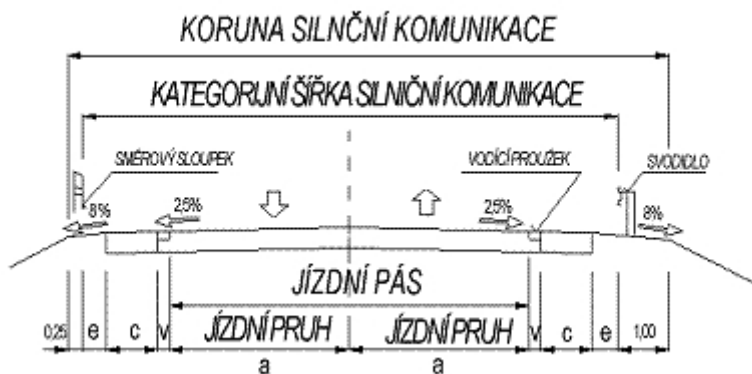 KORUNA SILNČNÍ KOMUNIKACE
KATEGORIJNÍ ŠÍŘKA SILNIČNÍ KOMUNIKACE
SMĚROVÝ SLOUPEK
VODÍCÍ PROUŽEK
SVODIDLO
8%
2,5%
2,5%
8%
JÍZDNÍ PÁS
0,25 e c v JÍZDNÍ PRUH JÍZDNÍ PRUH v c e 1,00
a a